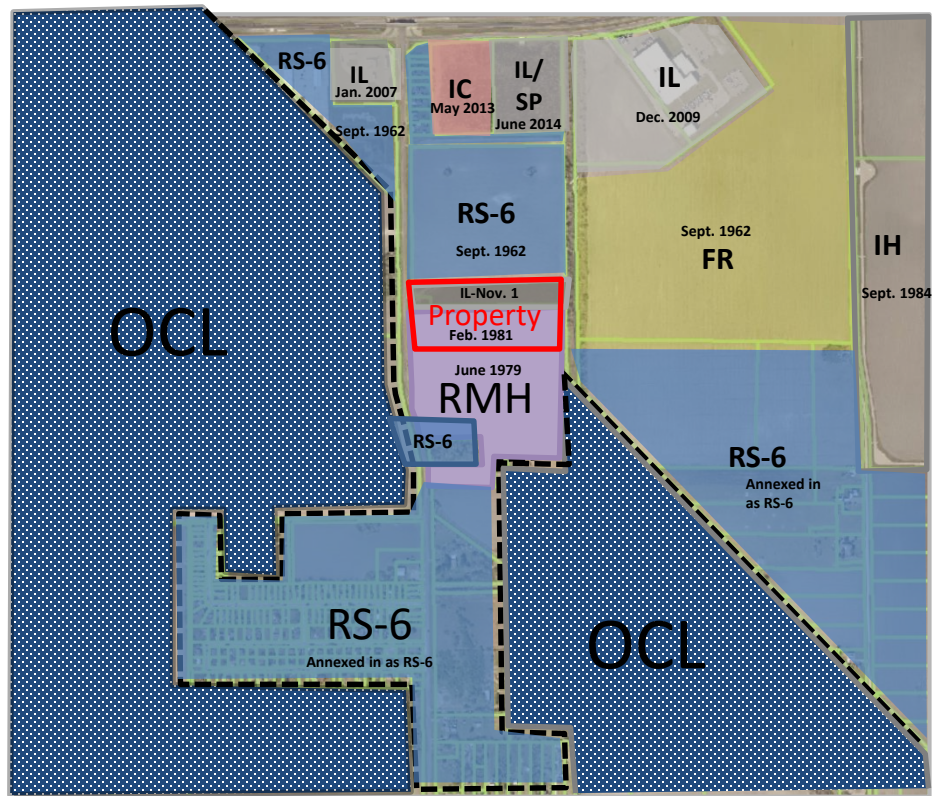 RS-6
IL
Jan. 2007
Sept. 1962
IC
May 2013
IL/
SP
June 2014
IL
Dec. 2009
RS-6
Sept. 1962
Sept. 1962
FR
IH
Sept. 1984
IL-Nov. 1
Property
Feb. 1981
OCL
June 1979
RMH
RS-6
RS-6
Annexed in
as RS-6
RS-6
Annexed in as RS-6
OCL